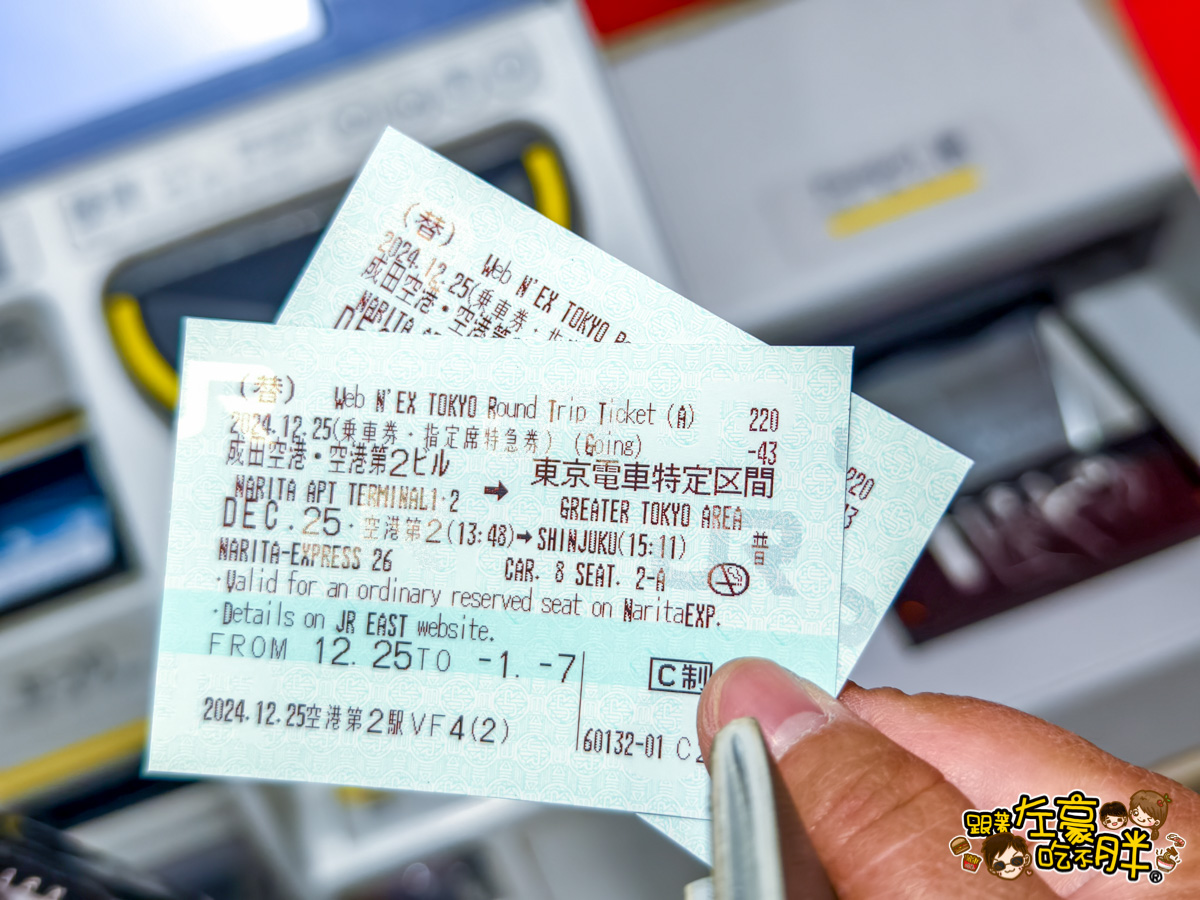 (替) Web N'EX TOKYO R
2024.12.25(乗車券・指
成田空港・空港第
NARITA
DE
220
(替) Web N'EX TOKYO Round Trip Ticket (A) 220
2024.12.25(乗車券・指定席特急券) (Going) -43
成田空港・空港第2ビル → 東京電車特定区間
NARITA APT TERMINAL1・2 GREATER TOKYO AREA
DEC.25・空港第2(13:48)→SHINJUKU(15:11) 普
NARITA-EXPRESS 26 CAR. 8 SEAT. 2-A
・Valid for an ordinary reserved seat on NaritaEXP.
・Details on JR EAST website.
FROM 12.25TO -1.-7 C制
2024.12.25空港第2駅VF4(2) 60132-01 C
跟著左豪吃不胖®